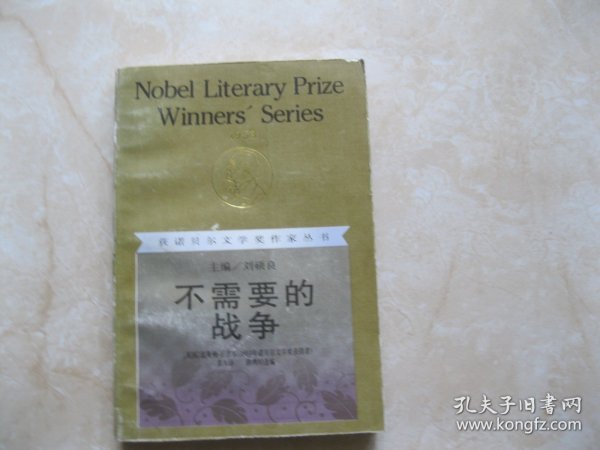 Nobel Literary Prize
Winners' Series
获诺贝尔文学奖作家丛书
主编／刘硕良
不需要的
战争
孔夫子旧书网
www.kongfz.com